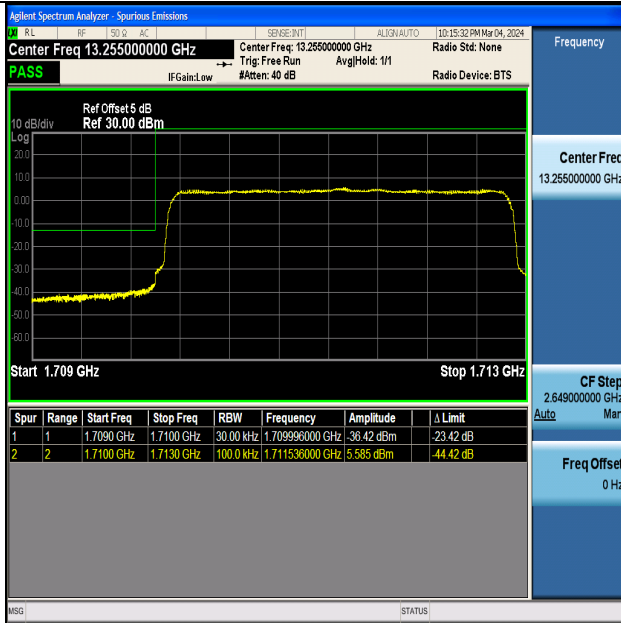 Agilent Spectrum Analyzer - Spurious Emissions
RL RF 50 Ω AC SENSE:INT ALIGN AUTO 10:15:32 PM Mar 04, 2024
Center Freq 13.255000000 GHz Center Freq: 13.255000000 GHz Radio Std: None
Trig: Free Run Avg|Hold: 1/1
PASS IFGain:Low #Atten: 40 dB Radio Device: BTS
Ref Offset 5 dB
10 dB/div Ref 30.00 dBm
Log
20.0
10.0
0.00
-10.0
-20.0
-30.0
-40.0
-50.0
-60.0
Start 1.709 GHz Stop 1.713 GHz
Spur Range Start Freq Stop Freq RBW Frequency Amplitude Δ Limit
1 1 1.7090 GHz 1.7100 GHz 30.00 kHz 1.709996000 GHz -36.42 dBm -23.42 dB
2 2 1.7100 GHz 1.7130 GHz 100.0 kHz 1.711536000 GHz 5.585 dBm -44.42 dB
MSG STATUS
Frequency
Center Freq
13.255000000 GHz
CF Step
2.649000000 GHz
Auto Man
Freq Offset
0 Hz